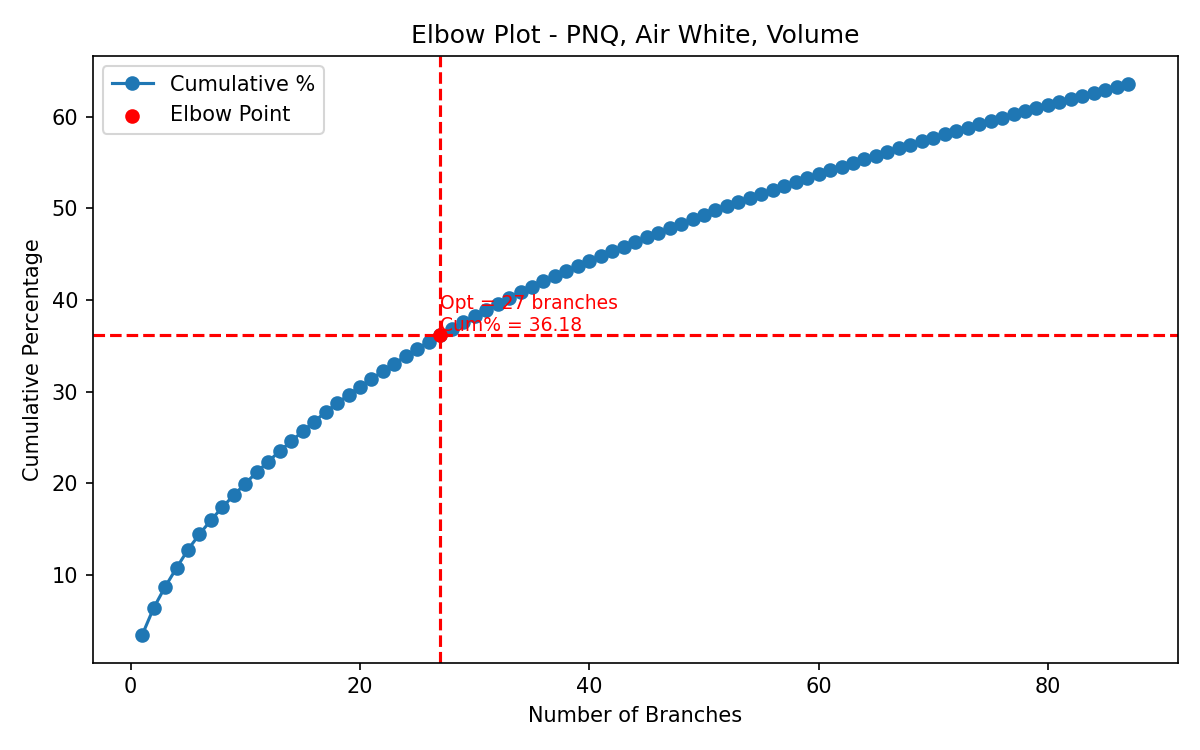 Elbow Plot - PNQ, Air White, Volume
Cumulative %
Elbow Point
Cumulative Percentage
60
50
40
30
20
10
Opt = 27 branches
Cum% = 36.18
0
20
40
60
80
Number of Branches